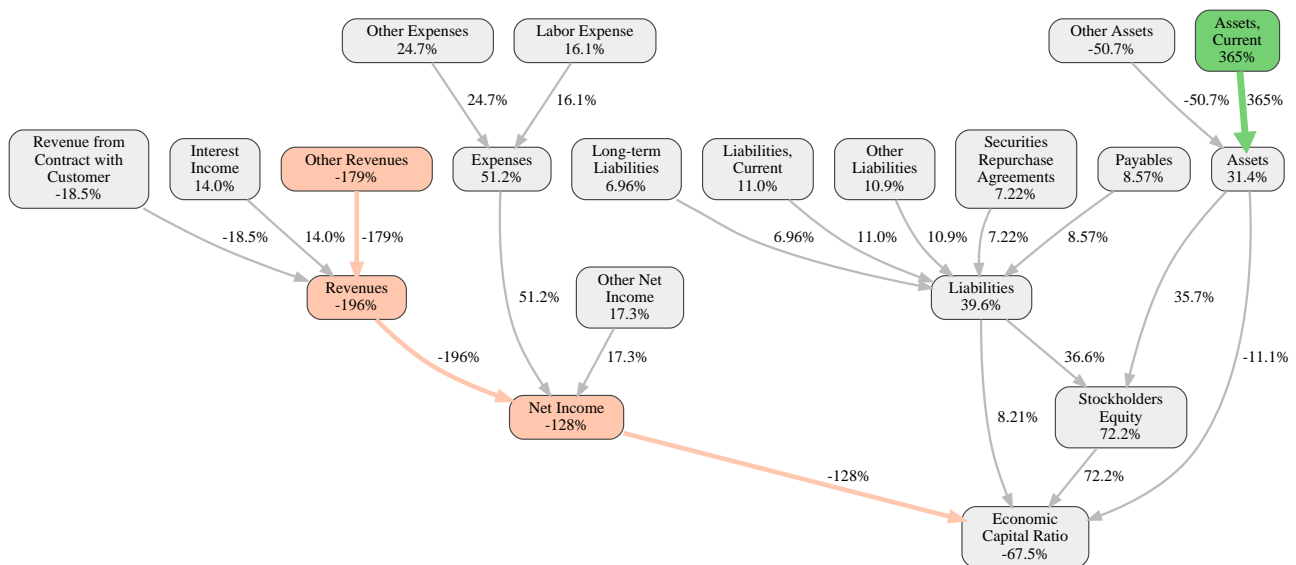 Other Expenses
24.7%
Labor Expense
16.1%
Other Assets
-50.7%
Assets,
Current
365%
24.7%
16.1%
-50.7%
365%
Revenue from
Contract with
Customer
-18.5%
Interest
Income
14.0%
Other Revenues
-179%
Expenses
51.2%
Long-term
Liabilities
6.96%
Liabilities,
Current
11.0%
Other
Liabilities
10.9%
Securities
Repurchase
Agreements
7.22%
Payables
8.57%
Assets
31.4%
-18.5%
14.0%
-179%
6.96%
11.0%
10.9%
7.22%
8.57%
Revenues
-196%
51.2%
Other Net
Income
17.3%
Liabilities
39.6%
35.7%
-196%
17.3%
36.6%
-11.1%
Net Income
-128%
8.21%
Stockholders
Equity
72.2%
-128%
72.2%
Economic
Capital Ratio
-67.5%